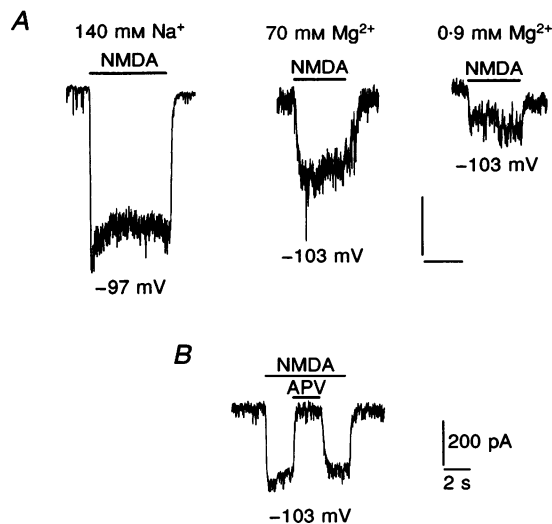 A
140 mM Na⁺
70 mM Mg²⁺
0·9 mM Mg²⁺
NMDA
NMDA
NMDA
−97 mV
−103 mV
−103 mV
B
NMDA
APV
−103 mV
200 pA
2 s